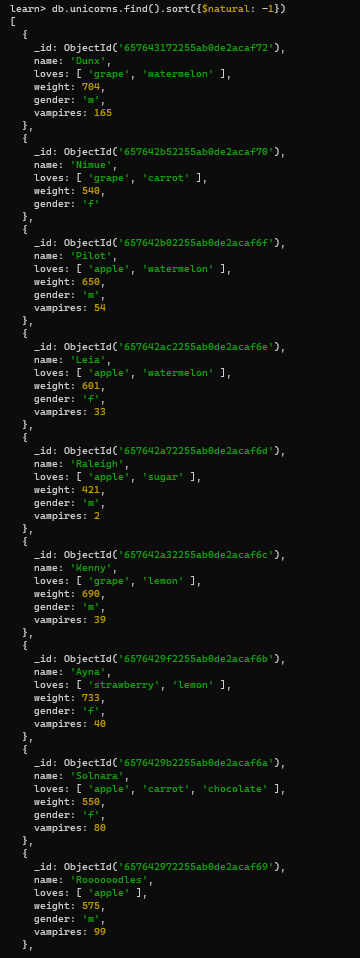 learn> db.unicorns.find().sort({$natural: -1})
[
  {
    _id: ObjectId('657643172255ab0de2acaf72'),
    name: 'Dunx',
    loves: [ 'grape', 'watermelon' ],
    weight: 704,
    gender: 'm',
    vampires: 165
  },
  {
    _id: ObjectId('657642b52255ab0de2acaf70'),
    name: 'Nimue',
    loves: [ 'grape', 'carrot' ],
    weight: 540,
    gender: 'f'
  },
  {
    _id: ObjectId('657642b02255ab0de2acaf6f'),
    name: 'Pilot',
    loves: [ 'apple', 'watermelon' ],
    weight: 650,
    gender: 'm',
    vampires: 54
  },
  {
    _id: ObjectId('657642ac2255ab0de2acaf6e'),
    name: 'Leia',
    loves: [ 'apple', 'watermelon' ],
    weight: 601,
    gender: 'f',
    vampires: 33
  },
  {
    _id: ObjectId('657642a72255ab0de2acaf6d'),
    name: 'Raleigh',
    loves: [ 'apple', 'sugar' ],
    weight: 421,
    gender: 'm',
    vampires: 2
  },
  {
    _id: ObjectId('657642a32255ab0de2acaf6c'),
    name: 'Kenny',
    loves: [ 'grape', 'lemon' ],
    weight: 690,
    gender: 'm',
    vampires: 39
  },
  {
    _id: ObjectId('6576429f2255ab0de2acaf6b'),
    name: 'Ayna',
    loves: [ 'strawberry', 'lemon' ],
    weight: 733,
    gender: 'f',
    vampires: 40
  },
  {
    _id: ObjectId('6576429b2255ab0de2acaf6a'),
    name: 'Solnara',
    loves: [ 'apple', 'carrot', 'chocolate' ],
    weight: 550,
    gender: 'f',
    vampires: 80
  },
  {
    _id: ObjectId('657642972255ab0de2acaf69'),
    name: 'Roooooodles',
    loves: [ 'apple' ],
    weight: 575,
    gender: 'm',
    vampires: 99
  },